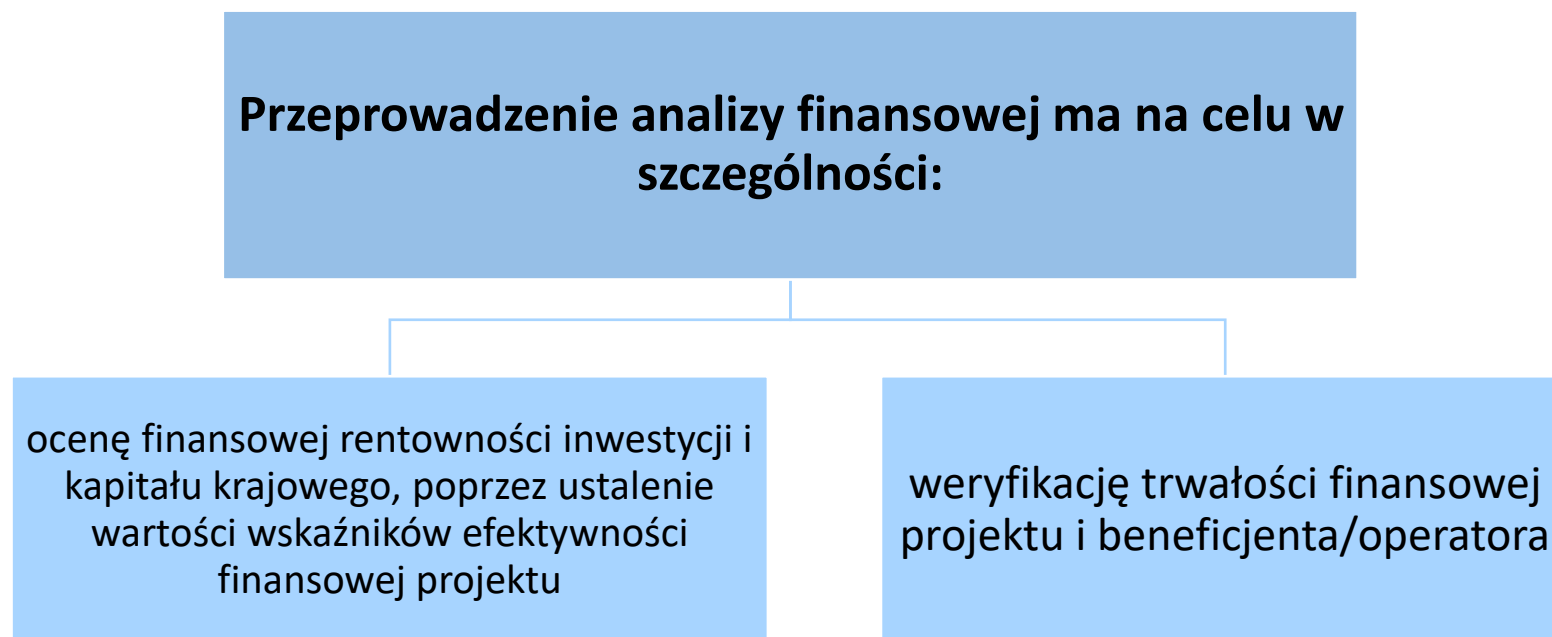 Przeprowadzenie analizy finansowej ma na celu w
szczególności:
ocenę finansowej rentowności inwestycji i
kapitału krajowego, poprzez ustalenie
wartości wskaźników efektywności
finansowej projektu
weryfikację trwałości finansowej
projektu i beneficjenta/operatora